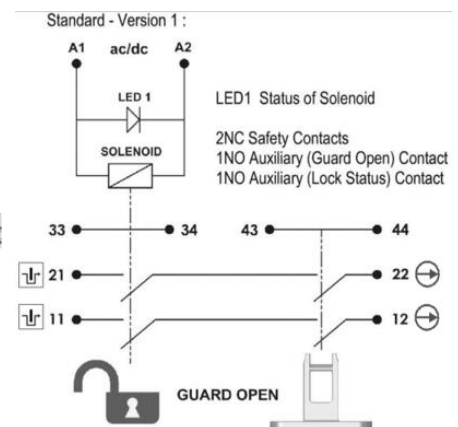 Standard - Version 1 :
A1 ac/dc A2
LED 1
LED1 Status of Solenoid
SOLENOID
2NC Safety Contacts
1NO Auxiliary (Guard Open) Contact
1NO Auxiliary (Lock Status) Contact
33 34 43 44
21 22
11 12
GUARD OPEN